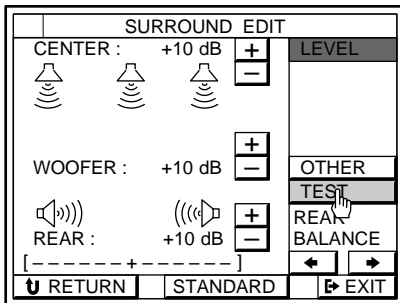 SURROUND EDIT
CENTER : +10 dB + LEVEL
−
+
WOOFER : +10 dB − OTHER
TEST
+ REAR
REAR : +10 dB − BALANCE
[------+------]
RETURN STANDARD EXIT